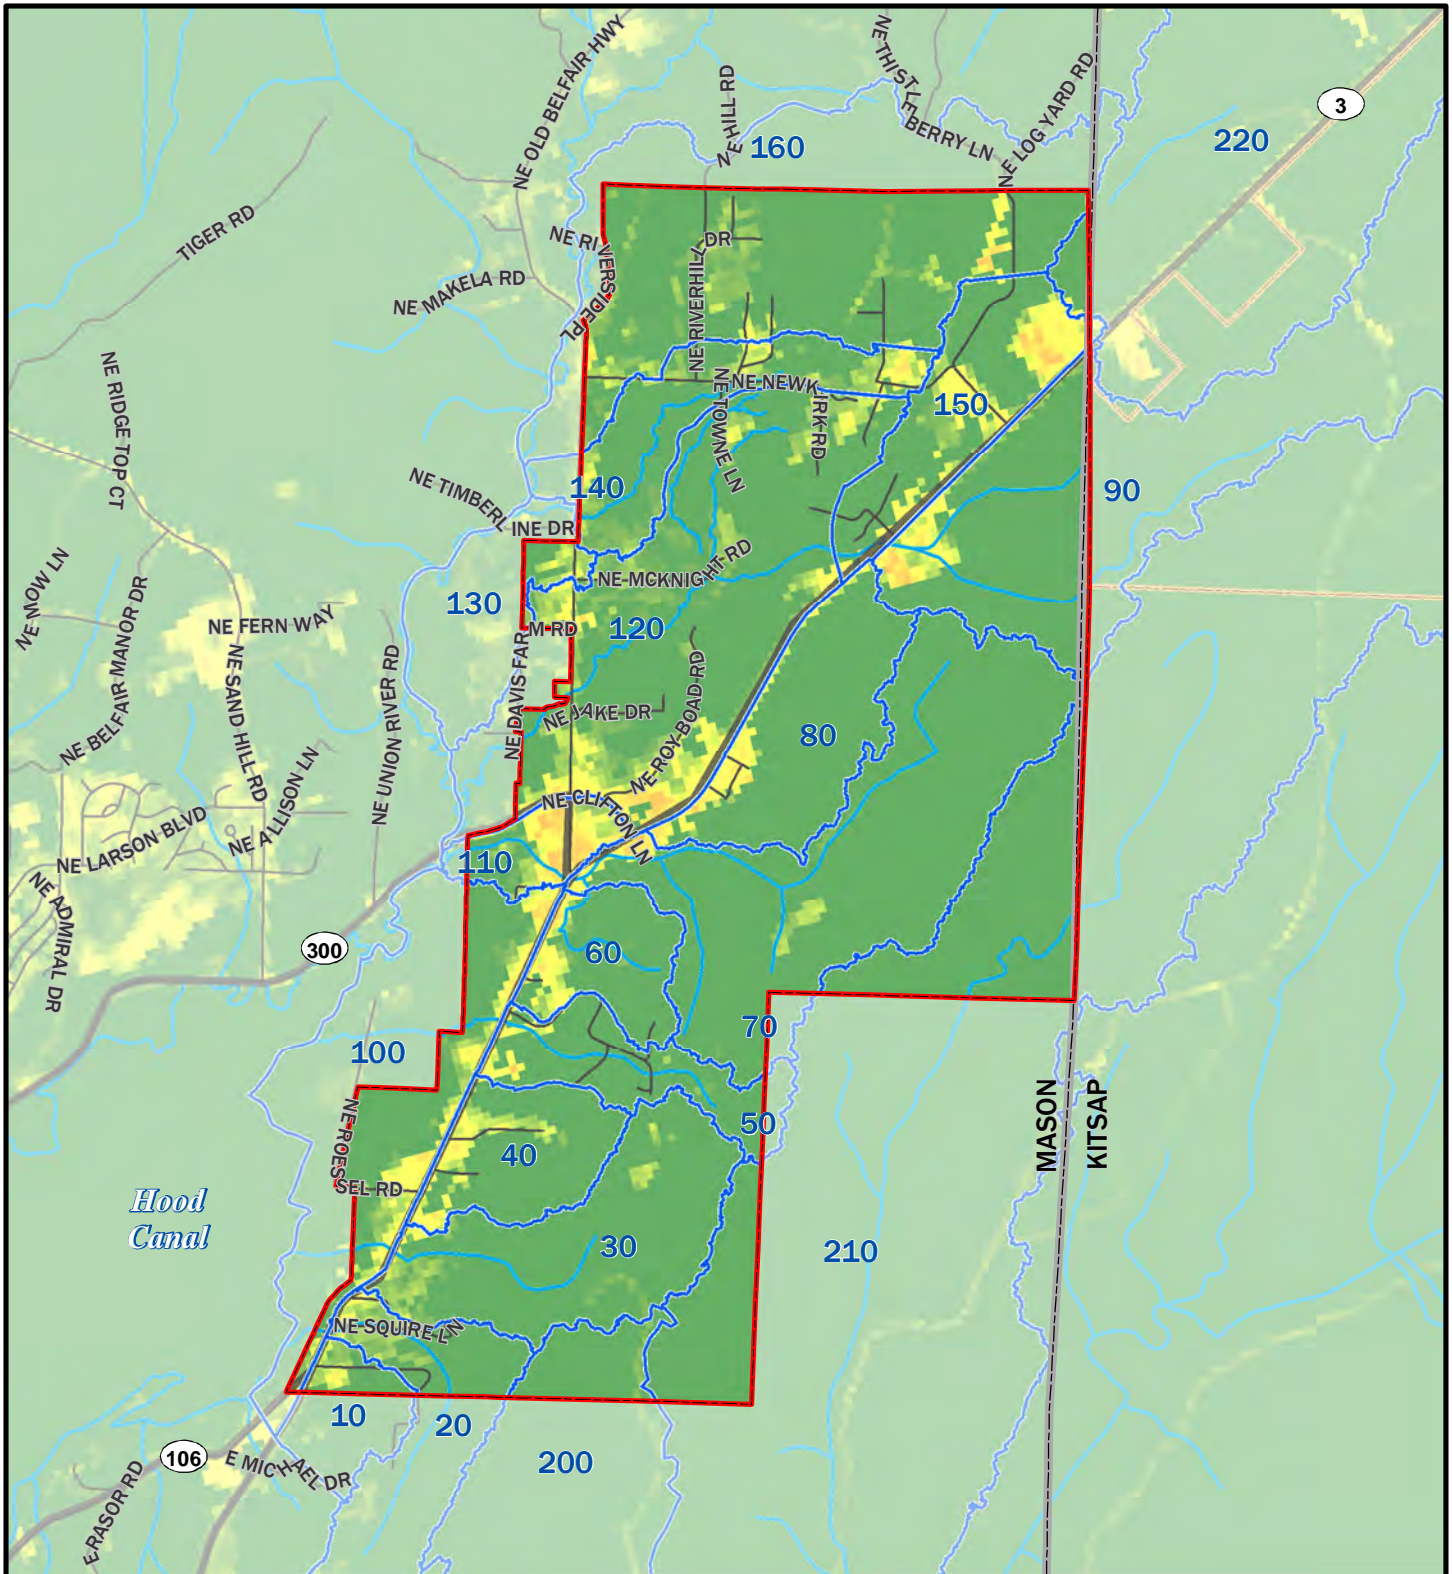 NE OLD BELFAIR HWY
NE HILL RD
NE THISTLE
BERRY LN
NE LOG YARD RD
3
160
220
TIGER RD
NE RIVERSIDE PL
NE RIVERHILL DR
NE MAKELA RD
NE RIDGE TOP CT
NE NEWKIRK RD
NE TOWNE LN
150
NE TIMBERLINE DR
140
90
NE MOW LN
NE BELFAIR MANOR DR
NE FERN WAY
130
NE MCKNIGHT RD
120
NE DAVIS FARM RD
NE SAND HILL RD
NE UNION RIVER RD
NE JAKE DR
NE ROY BOAD RD
80
NE ALLISON LN
NE LARSON BLVD
NE CLIFTON LN
110
NE ADMIRAL DR
300
60
70
100
MASON
KITSAP
50
NE ROESSEL RD
40
Hood
Canal
30
210
NE SQUIRE LN
10
20
200
106
E MICHAEL DR
E RASOR RD